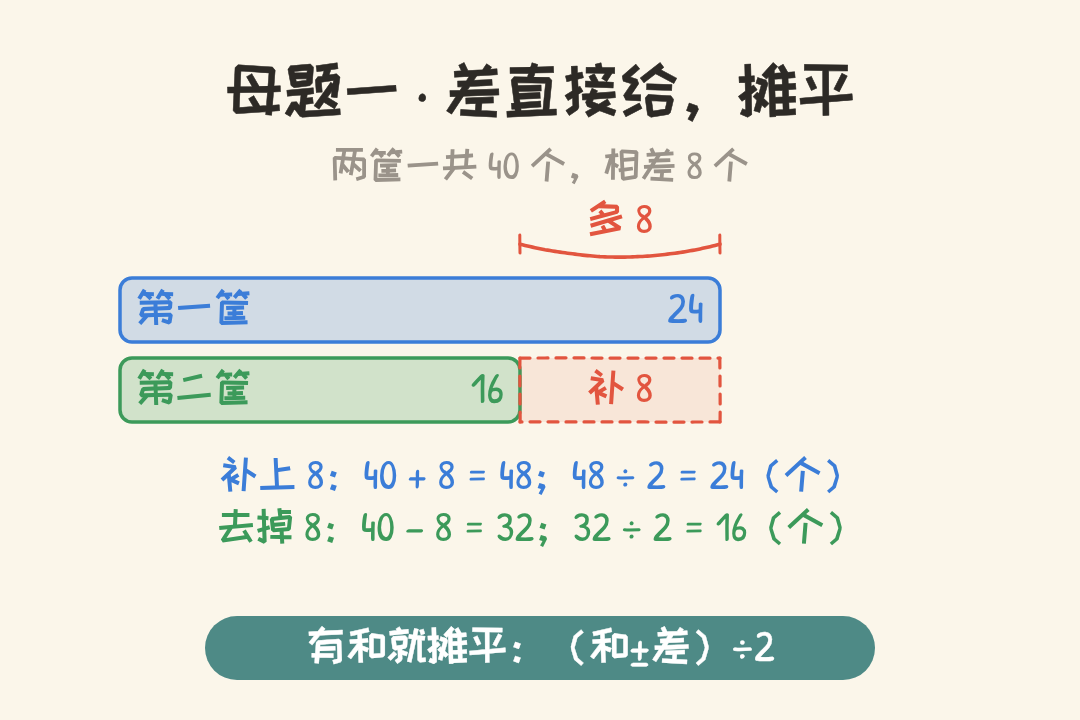 母题一 · 差直接给，摊平
两筐一共 40 个，相差 8 个
多 8
第一筐 24
第二筐 16 补 8
补上 8：40 + 8 = 48；48 ÷ 2 = 24（个）
去掉 8：40 − 8 = 32；32 ÷ 2 = 16（个）
有和就摊平：（和±差）÷2